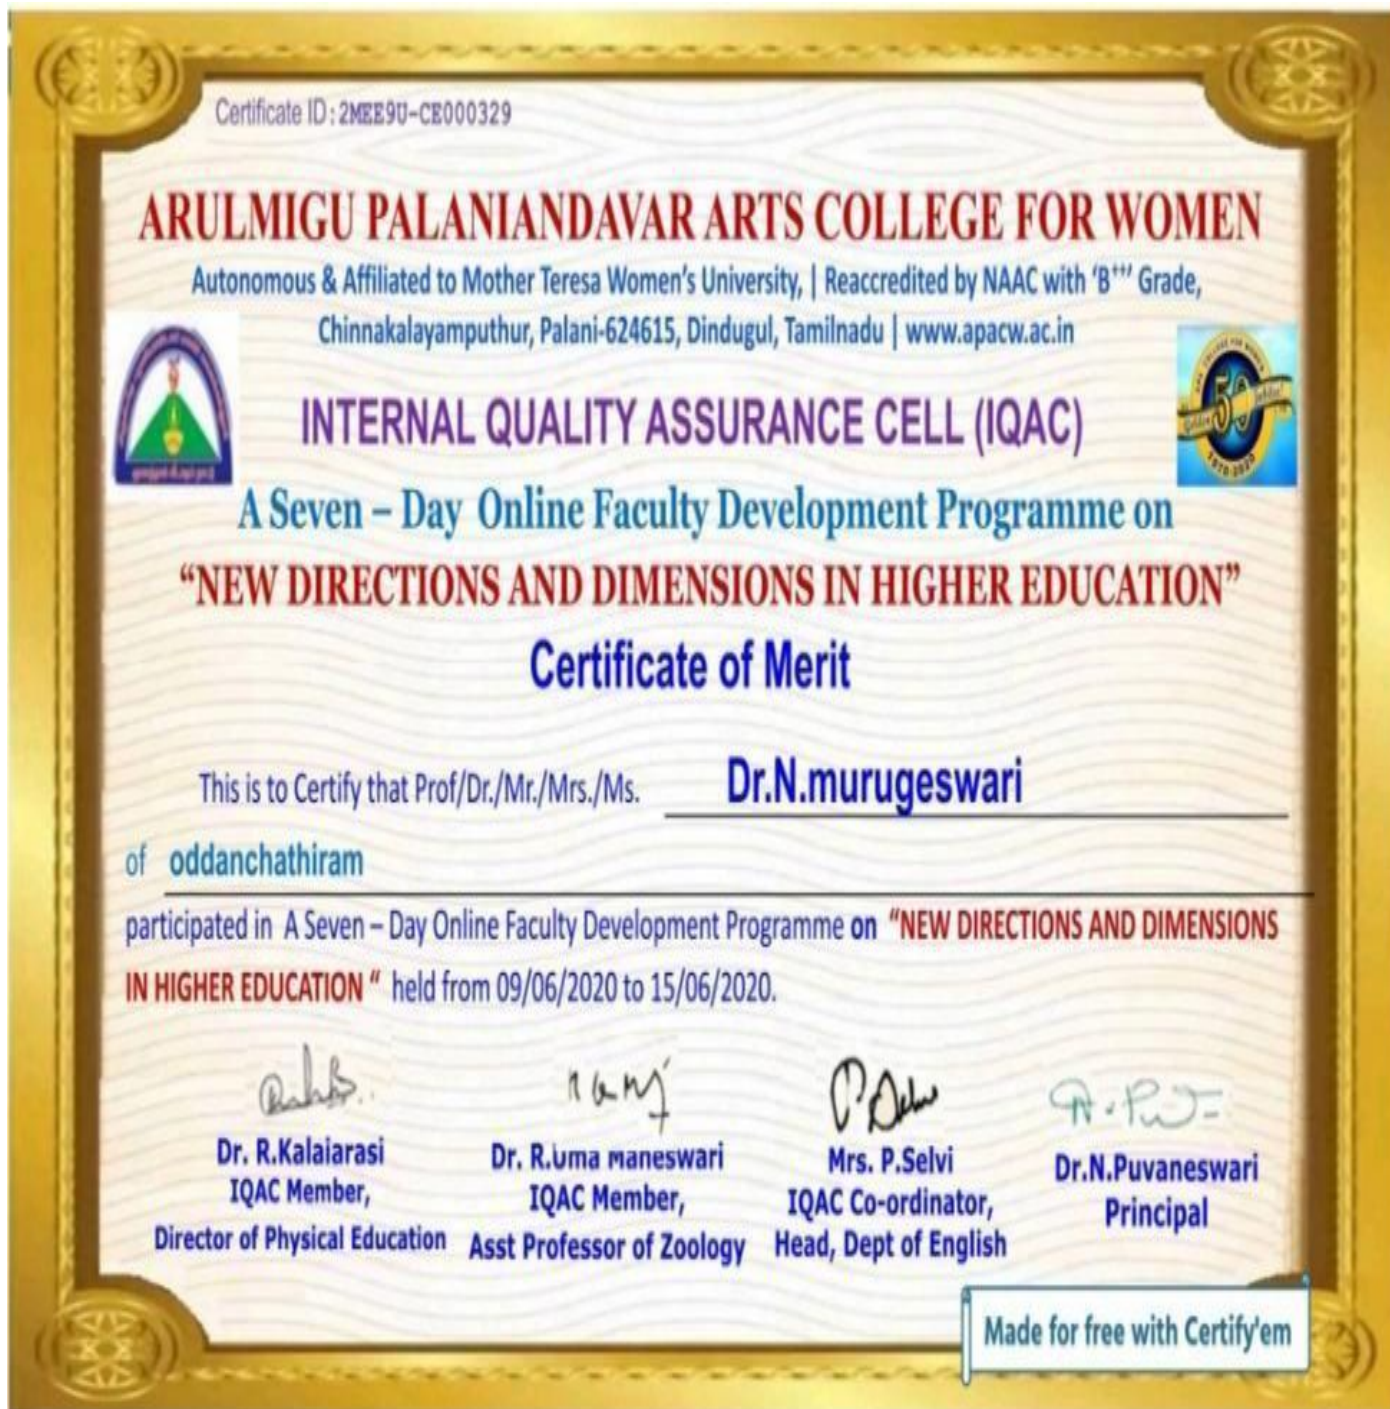 Certificate ID:2MEE9U-CE000329
ARULMIGU PALANIANDAVAR ARTS COLLEGE FOR WOMEN
Autonomous & Affiliated to Mother Teresa Women's University, | Reaccredited by NAAC with 'B⁺⁺' Grade,
Chinnakalayamputhur, Palani-624615, Dindugul, Tamilnadu | www.apacw.ac.in
50
1970-2020
INTERNAL QUALITY ASSURANCE CELL (IQAC)
A Seven – Day Online Faculty Development Programme on
“NEW DIRECTIONS AND DIMENSIONS IN HIGHER EDUCATION”
Certificate of Merit
This is to Certify that Prof/Dr./Mr./Mrs./Ms. Dr.N.murugeswari
of oddanchathiram
participated in A Seven – Day Online Faculty Development Programme on “NEW DIRECTIONS AND DIMENSIONS
IN HIGHER EDUCATION “ held from 09/06/2020 to 15/06/2020.
Dr. R.Kalaiarasi
IQAC Member,
Director of Physical Education
Dr. R.Uma maneswari
IQAC Member,
Asst Professor of Zoology
Mrs. P.Selvi
IQAC Co-ordinator,
Head, Dept of English
Dr.N.Puvaneswari
Principal
Made for free with Certify'em